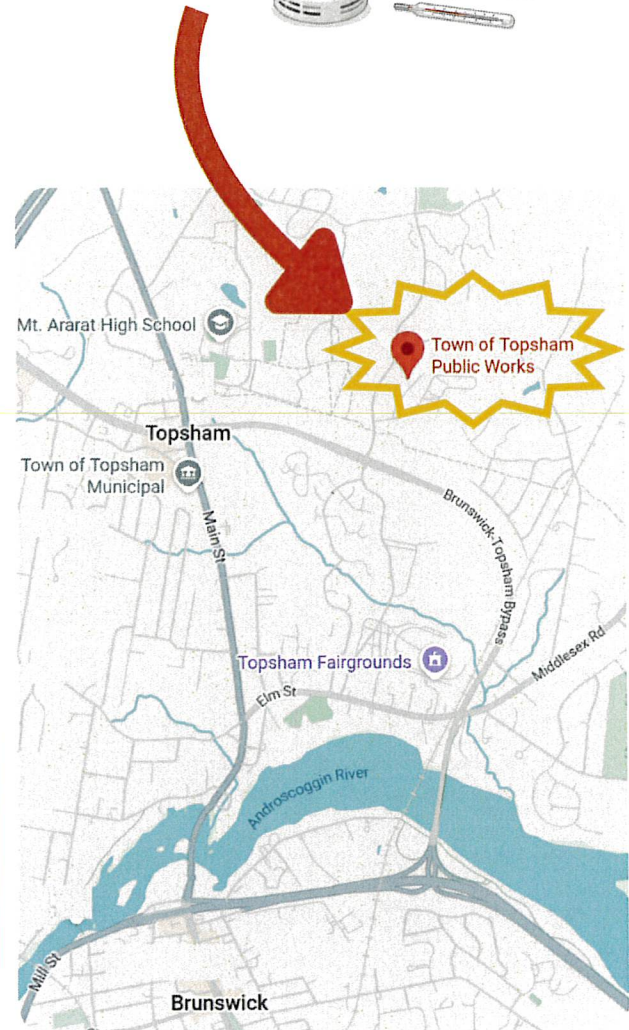 Mt. Ararat High School
Town of Topsham
Public Works
Topsham
Town of Topsham
Municipal
Main St
Brunswick-Topsham Bypass
Topsham Fairgrounds
Middlesex Rd
Elm St
Androscoggin River
Mill St
Brunswick